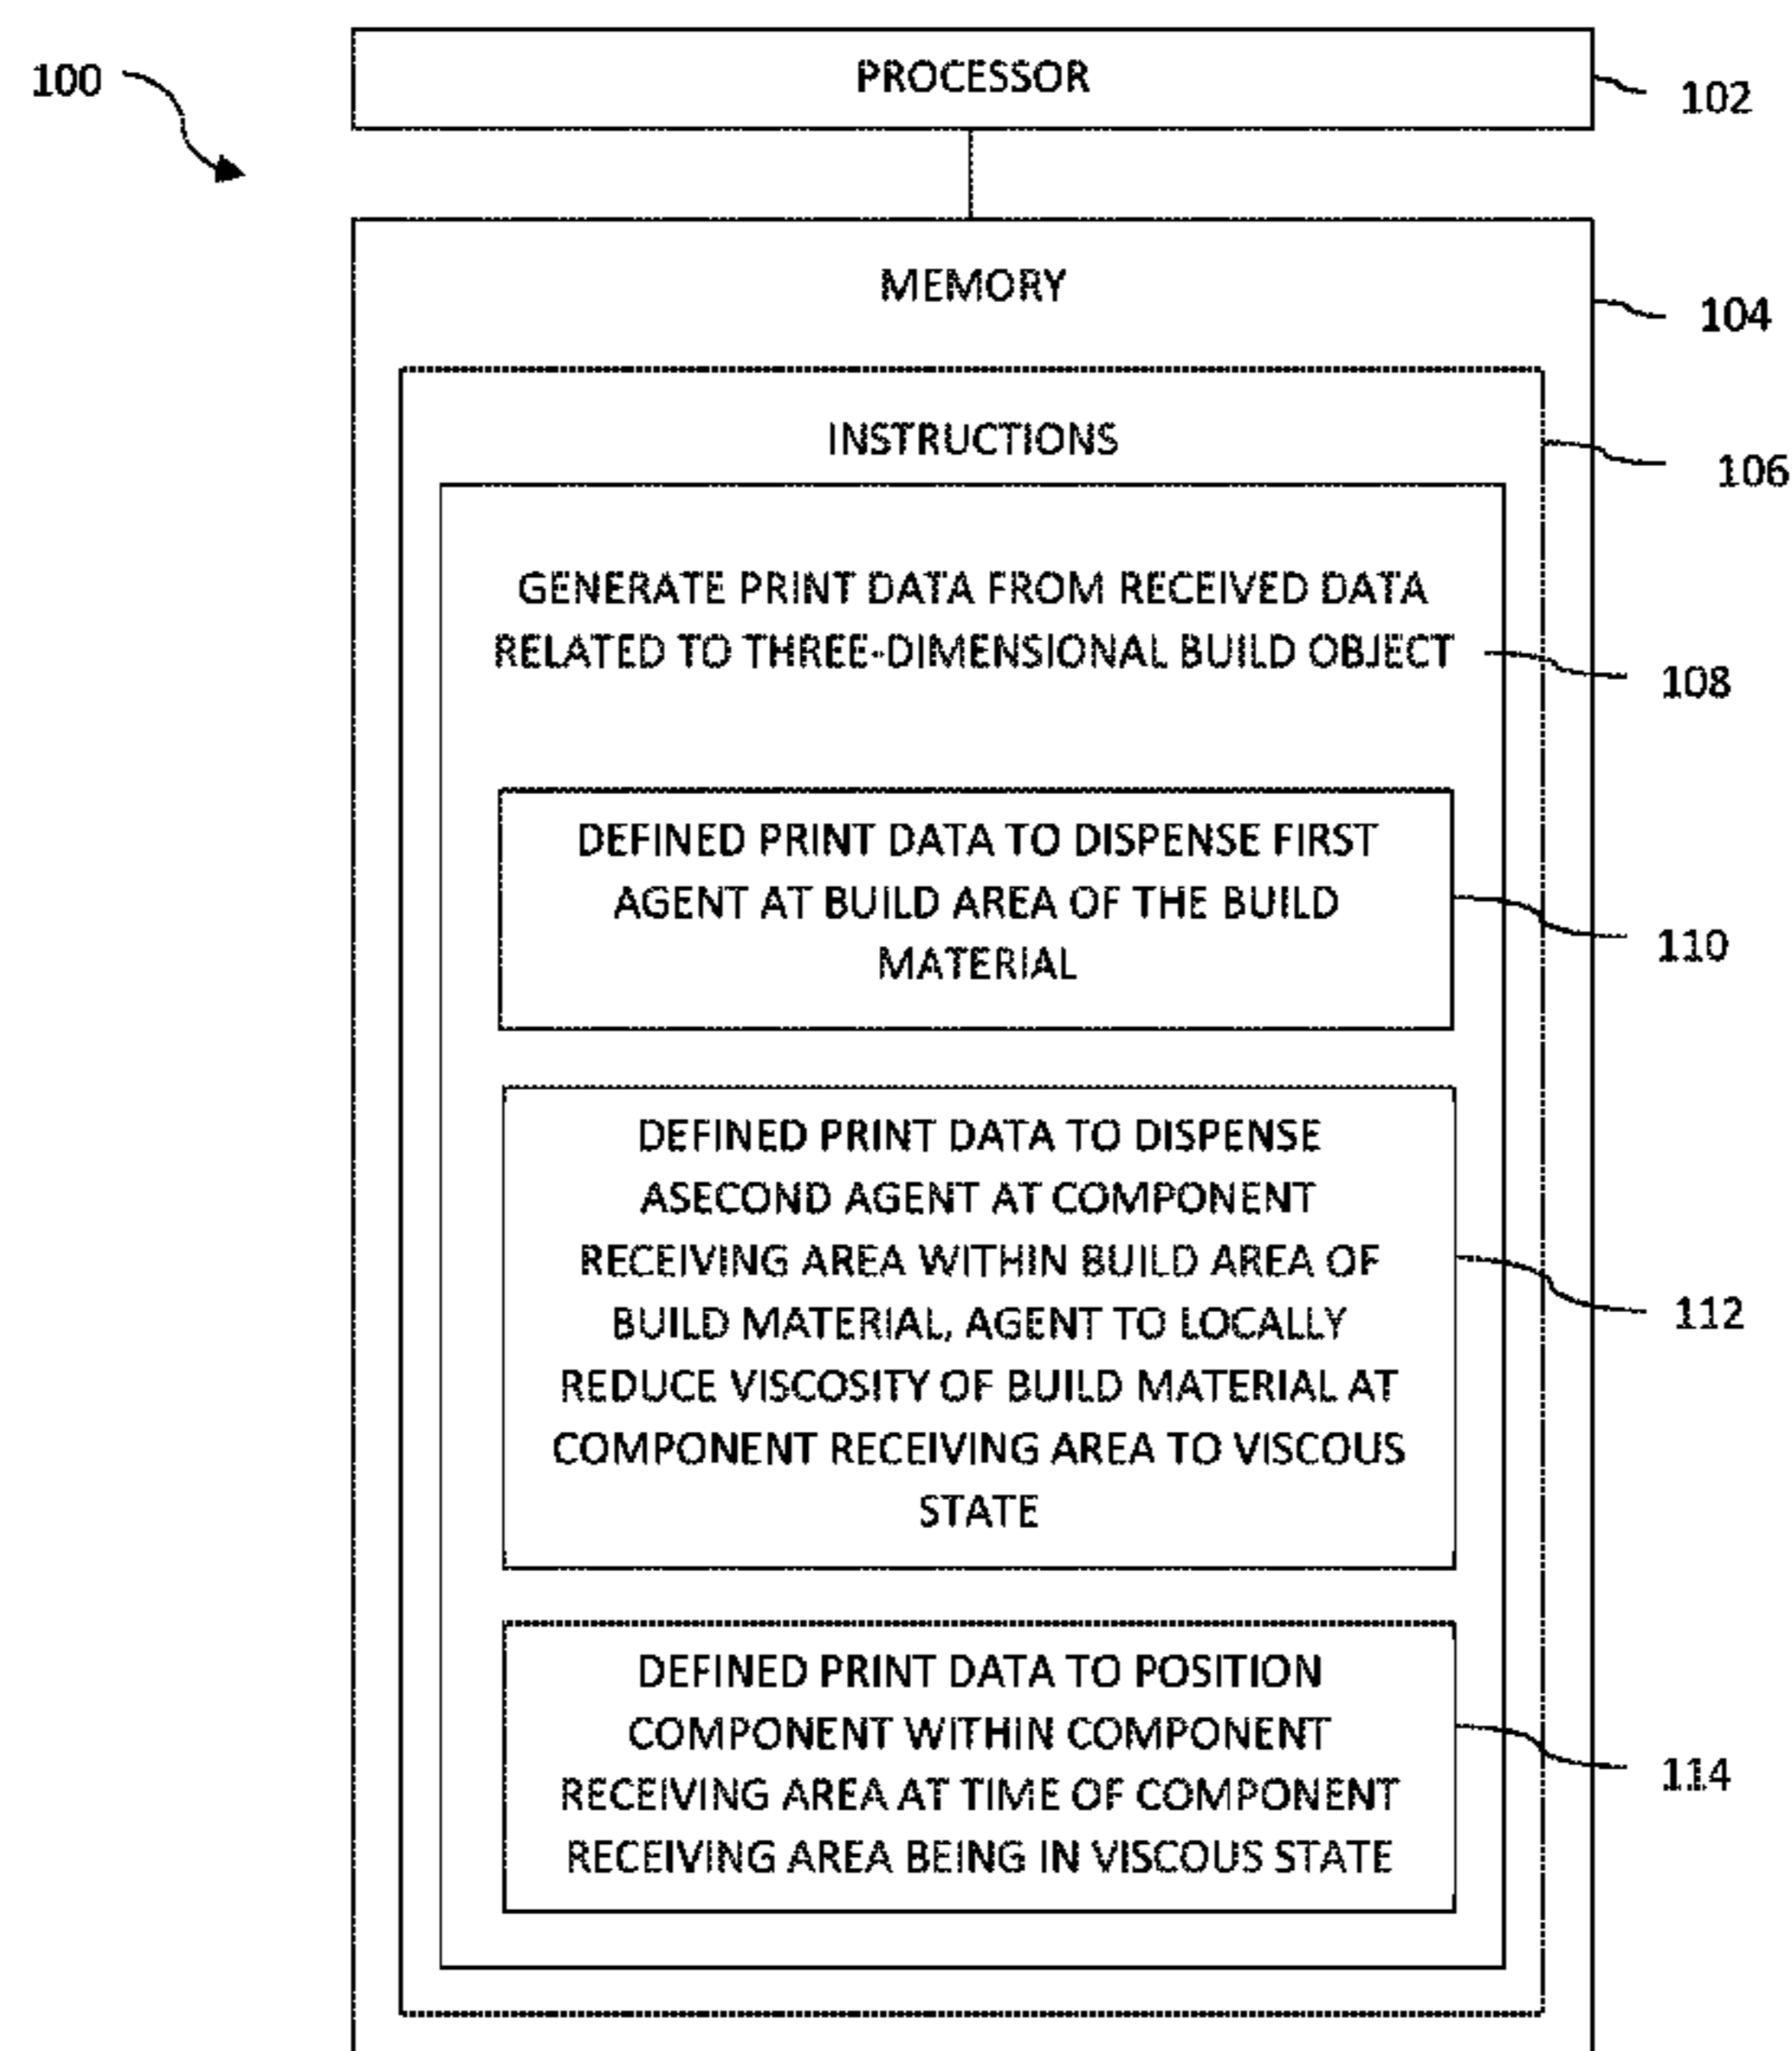 100
PROCESSOR
102
MEMORY
104
INSTRUCTIONS
106
GENERATE PRINT DATA FROM RECEIVED DATA
RELATED TO THREE-DIMENSIONAL BUILD OBJECT
108
DEFINED PRINT DATA TO DISPENSE FIRST
AGENT AT BUILD AREA OF THE BUILD
MATERIAL
110
DEFINED PRINT DATA TO DISPENSE
ASECOND AGENT AT COMPONENT
RECEIVING AREA WITHIN BUILD AREA OF
BUILD MATERIAL, AGENT TO LOCALLY
REDUCE VISCOSITY OF BUILD MATERIAL AT
COMPONENT RECEIVING AREA TO VISCOUS
STATE
112
DEFINED PRINT DATA TO POSITION
COMPONENT WITHIN COMPONENT
RECEIVING AREA AT TIME OF COMPONENT
RECEIVING AREA BEING IN VISCOUS STATE
114